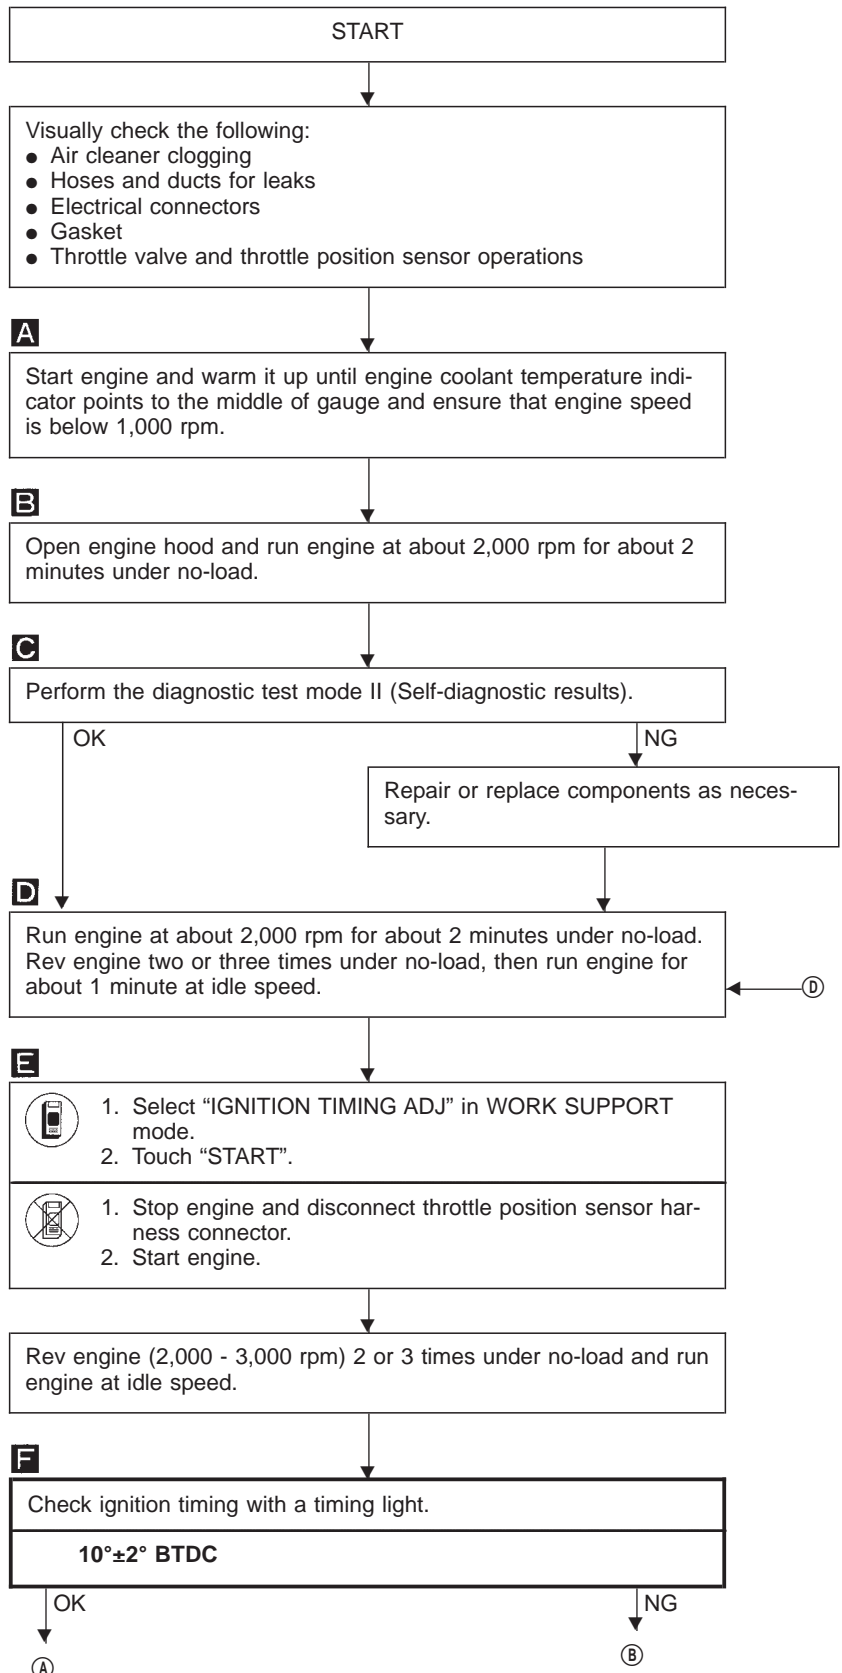 START
Visually check the following:
● Air cleaner clogging
● Hoses and ducts for leaks
● Electrical connectors
● Gasket
● Throttle valve and throttle position sensor operations
A
Start engine and warm it up until engine coolant temperature indi-
cator points to the middle of gauge and ensure that engine speed
is below 1,000 rpm.
B
Open engine hood and run engine at about 2,000 rpm for about 2
minutes under no-load.
C
Perform the diagnostic test mode II (Self-diagnostic results).
OK
NG
Repair or replace components as neces-
sary.
D
Run engine at about 2,000 rpm for about 2 minutes under no-load.
Rev engine two or three times under no-load, then run engine for
about 1 minute at idle speed.
Ⓓ
E
1. Select “IGNITION TIMING ADJ” in WORK SUPPORT
mode.
2. Touch “START”.
1. Stop engine and disconnect throttle position sensor har-
ness connector.
2. Start engine.
Rev engine (2,000 - 3,000 rpm) 2 or 3 times under no-load and run
engine at idle speed.
F
Check ignition timing with a timing light.
10°±2° BTDC
OK
NG
Ⓐ
Ⓑ